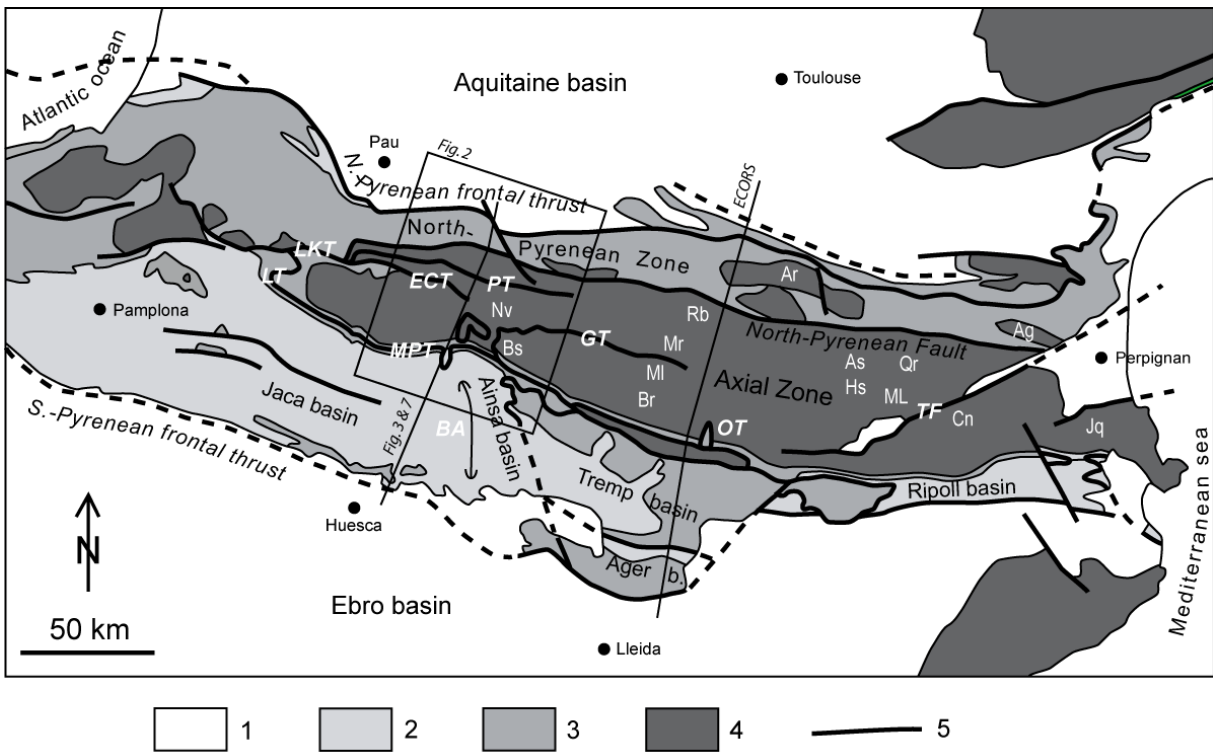 Atlantic ocean
Aquitaine basin
Toulouse
Pau
Fig. 2
N.-Pyrenean frontal thrust
ECORS
North-
Pyrenean Zone
LKT
LT
ECT
PT
Ar
Pamplona
Nv
Rb
North-Pyrenean Fault
Ag
MPT
Bs
GT
Mr
As
Qr
Perpignan
Ml
Axial Zone
Hs
ML
Jaca basin
Br
TF
Cn
S.-Pyrenean frontal thrust
Fig. 3 & 7
BA
Ainsa basin
OT
Jq
Tremp basin
Ripoll basin
Mediterranean sea
Huesca
N
Ager b.
Ebro basin
50 km
Lleida
1 2 3 4 5